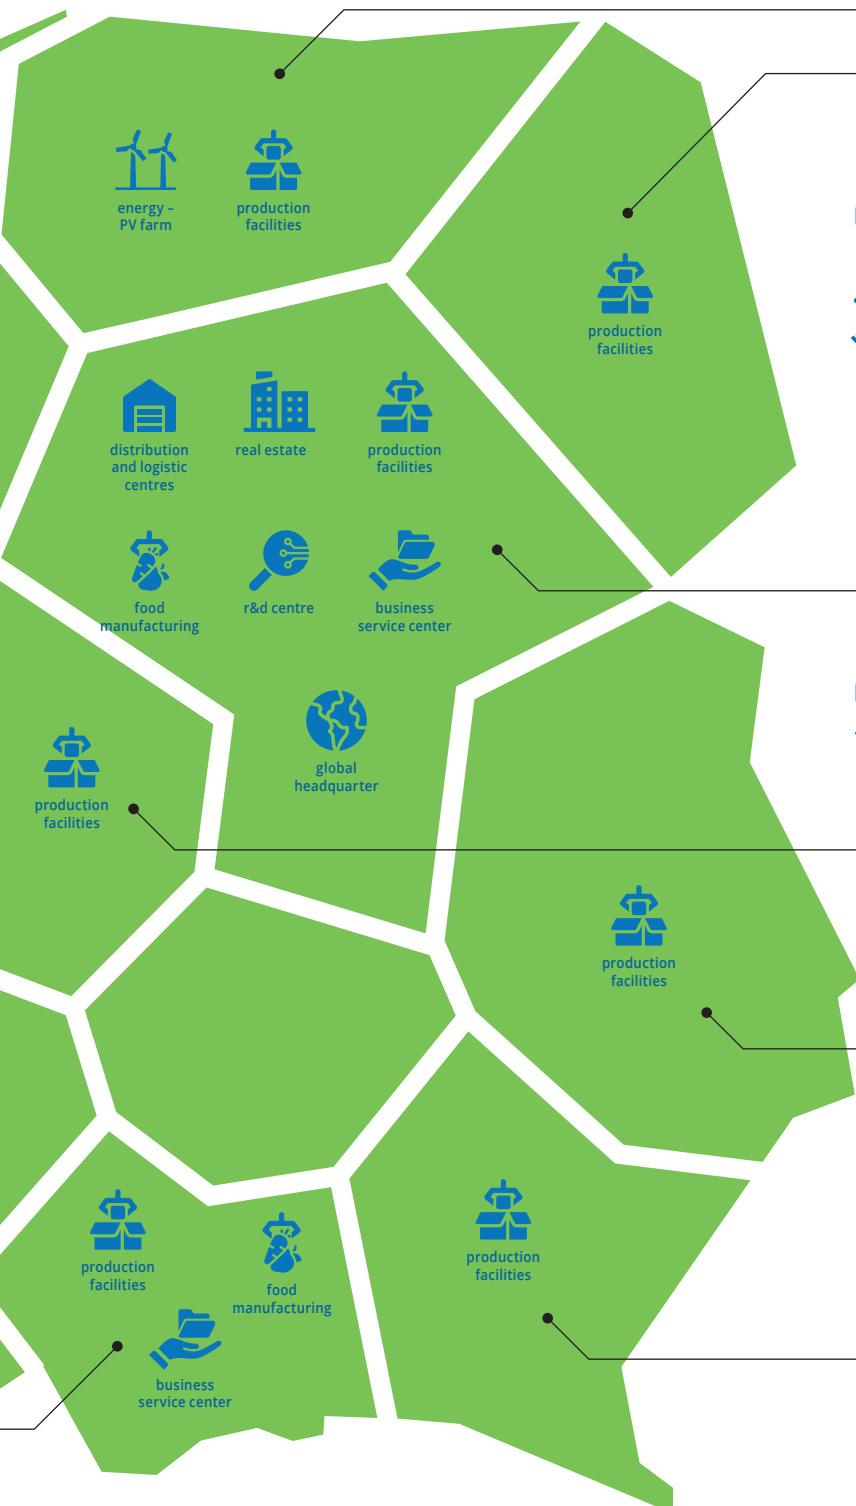 energy –
PV farm
production
facilities
production
facilities
distribution
and logistic
centres
real estate
production
facilities
food
manufacturing
r&d centre
business
service center
global
headquarter
production
facilities
production
facilities
production
facilities
food
manufacturing
business
service center
production
facilities